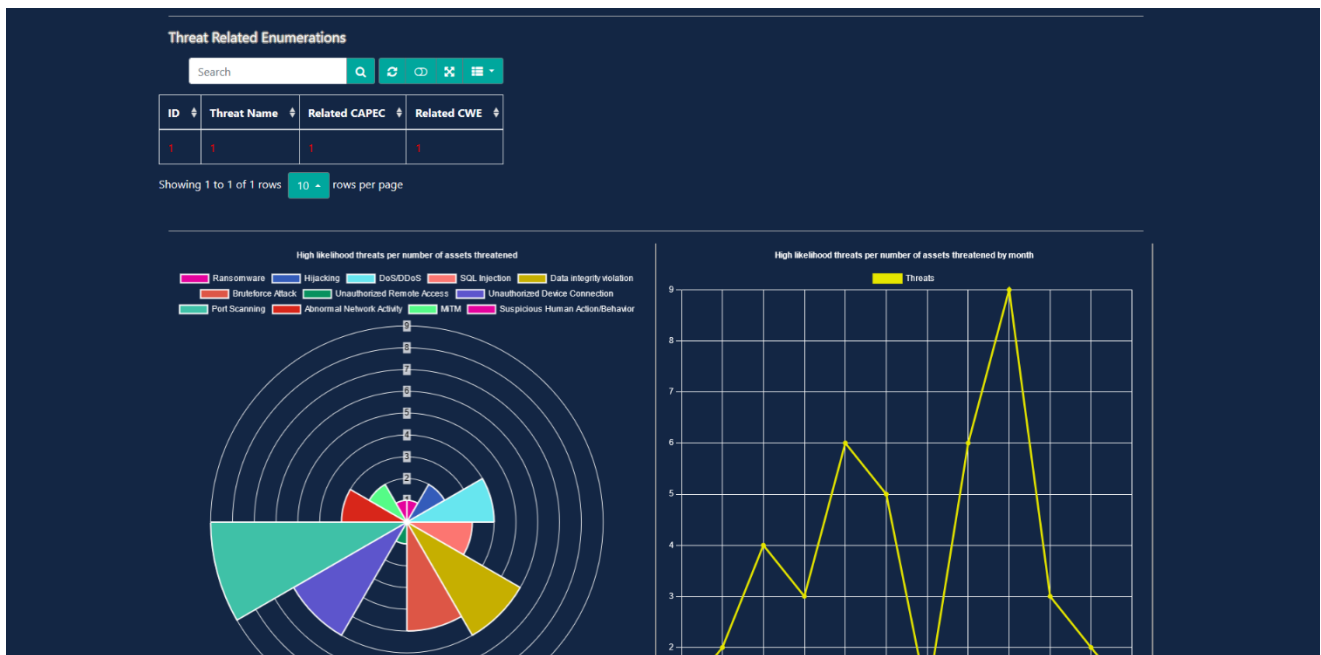 Threat Related Enumerations
Search
ID Threat Name Related CAPEC Related CWE
1 1 1 1
Showing 1 to 1 of 1 rows 10 rows per page
High likelihood threats per number of assets threatened
Ransomware Hijacking DoS/DDoS SQL Injection Data integrity violation
Bruteforce Attack Unauthorized Remote Access Unauthorized Device Connection
Port Scanning Abnormal Network Activity MiTM Suspicious Human Action/Behavior
9
8
7
6
5
4
3
2
1
High likelihood threats per number of assets threatened by month
Threats
9
8
7
6
5
4
3
2